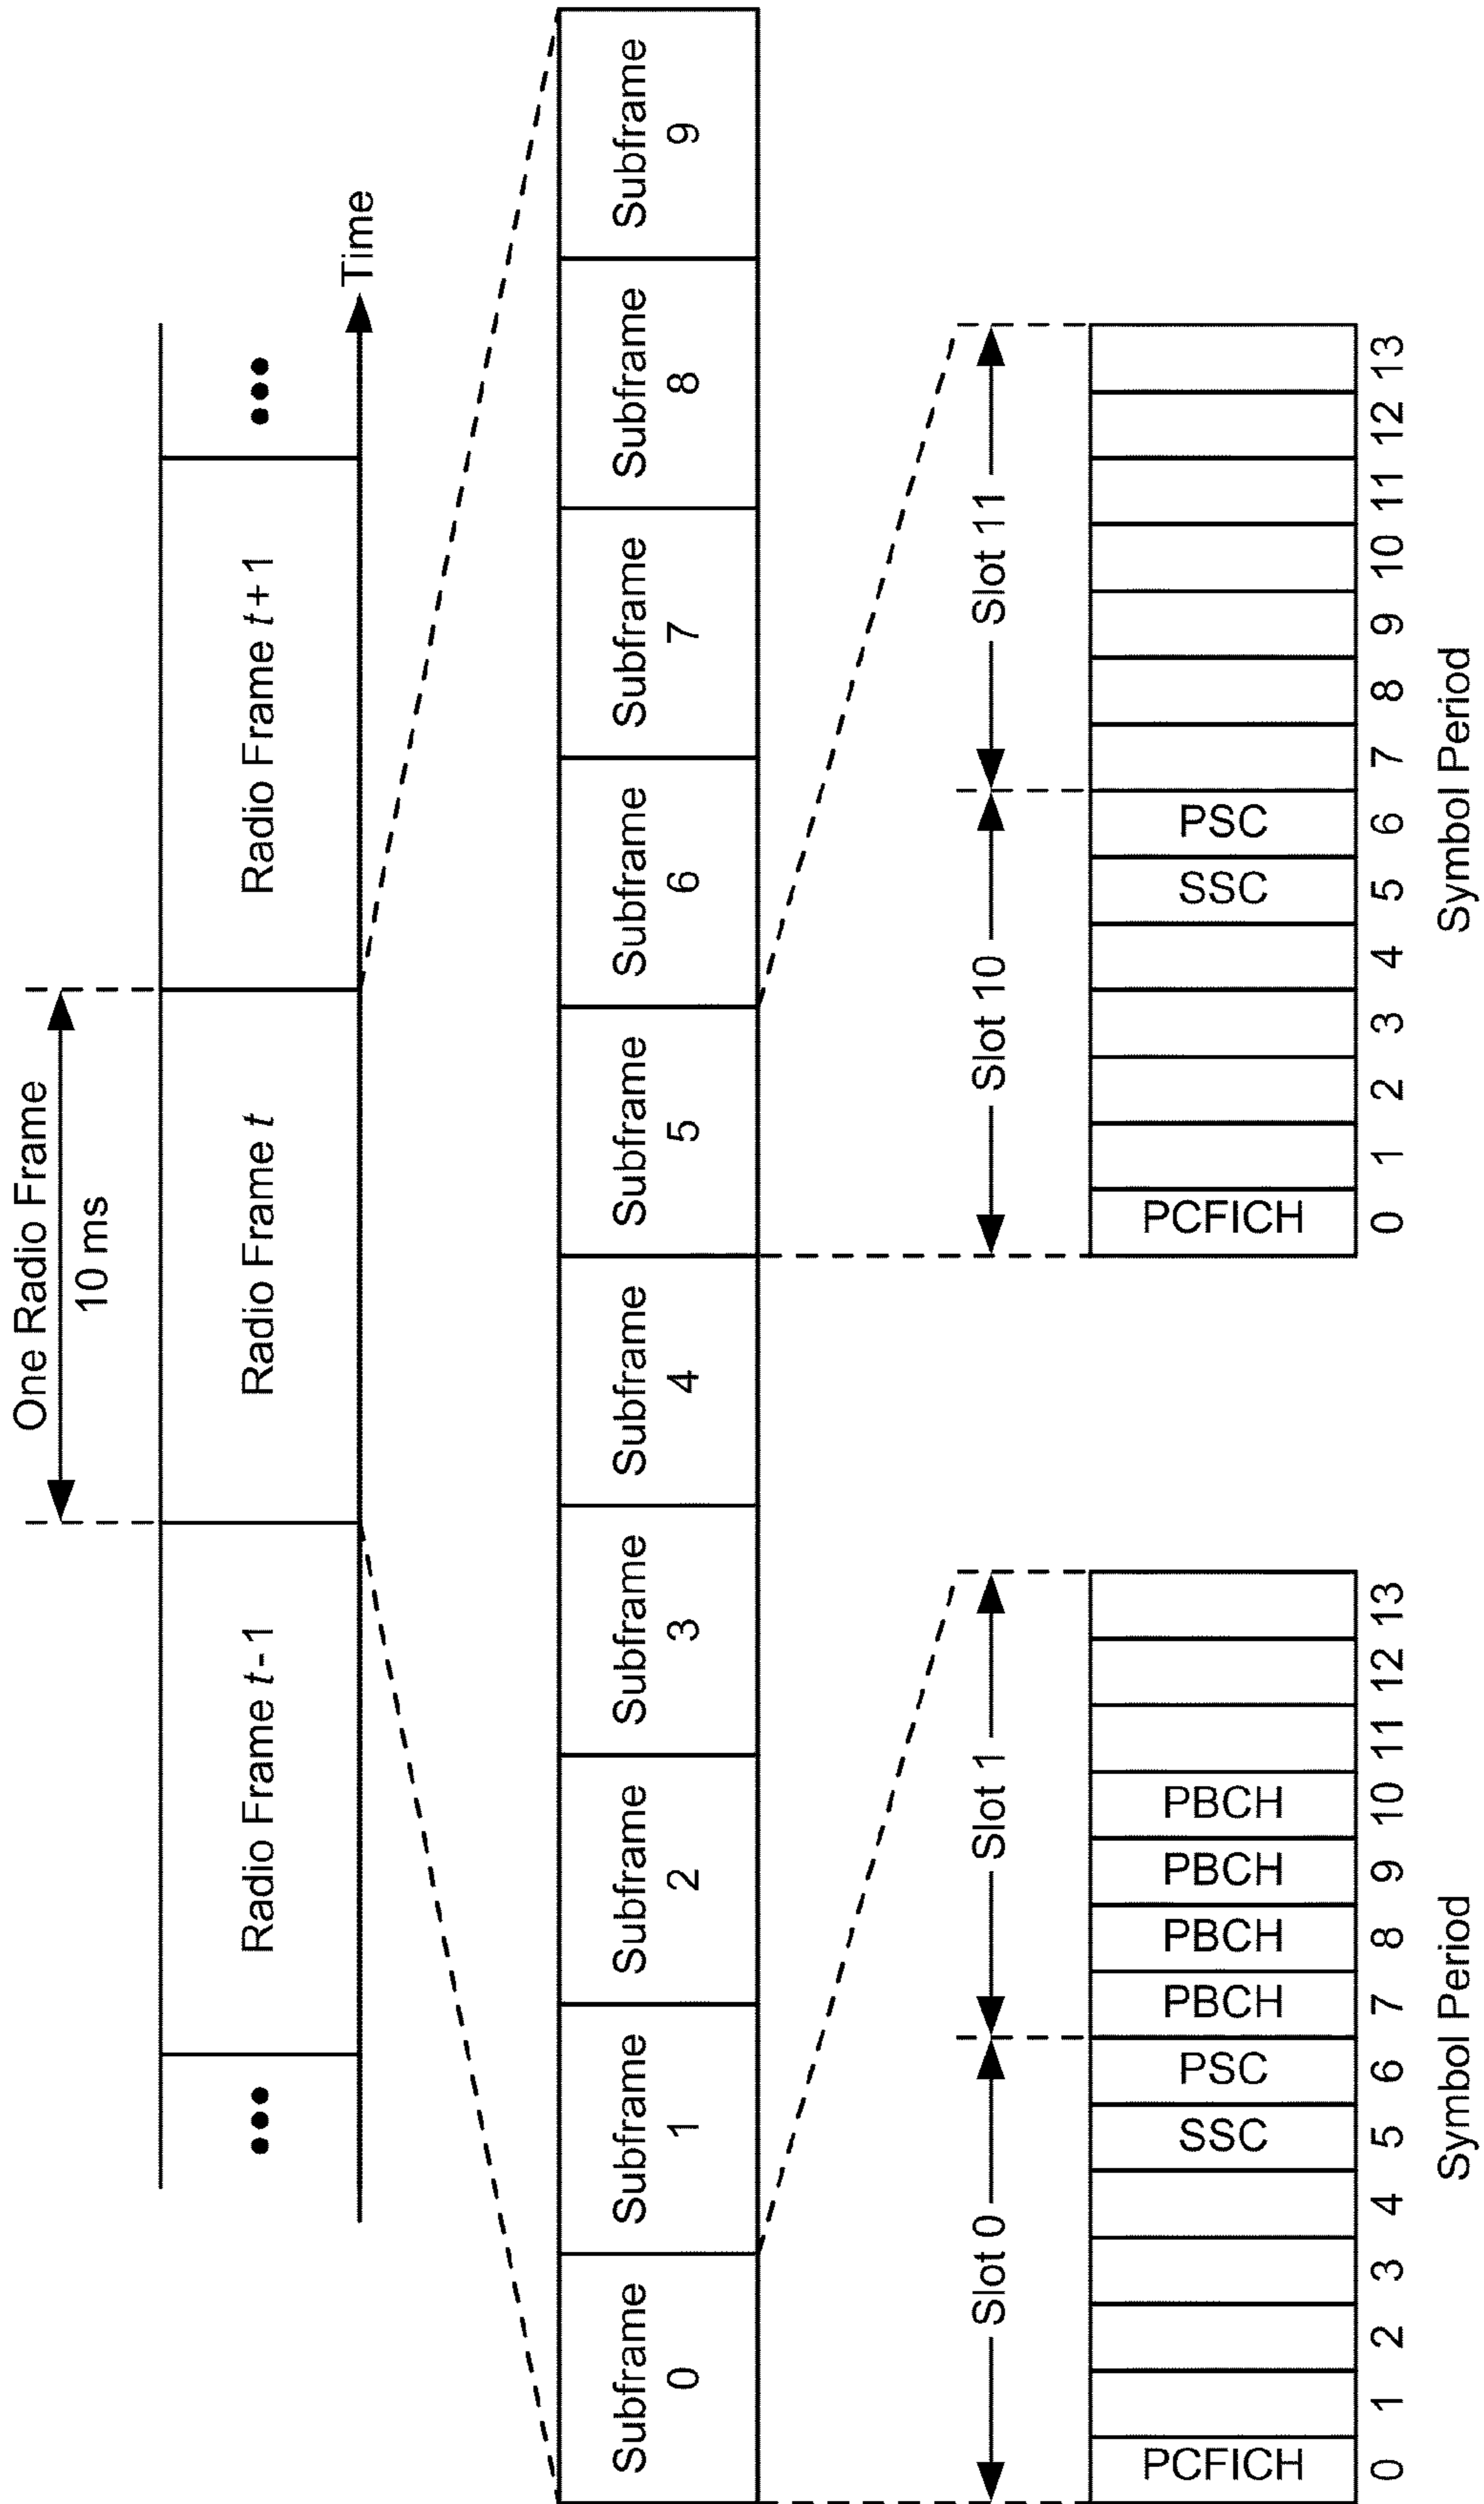 One Radio Frame
10 ms
•••
Radio Frame t-1
Radio Frame t
Radio Frame t+1
•••
Time
Subframe
0
Subframe
1
Subframe
2
Subframe
3
Subframe
4
Subframe
5
Subframe
6
Subframe
7
Subframe
8
Subframe
9
Slot 0
Slot 1
PCFICH
SSC
PSC
PBCH
PBCH
PBCH
PBCH
0 1 2 3 4 5 6 7 8 9 10 11 12 13
Symbol Period
Slot 10
Slot 11
PCFICH
SSC
PSC
0 1 2 3 4 5 6 7 8 9 10 11 12 13
Symbol Period